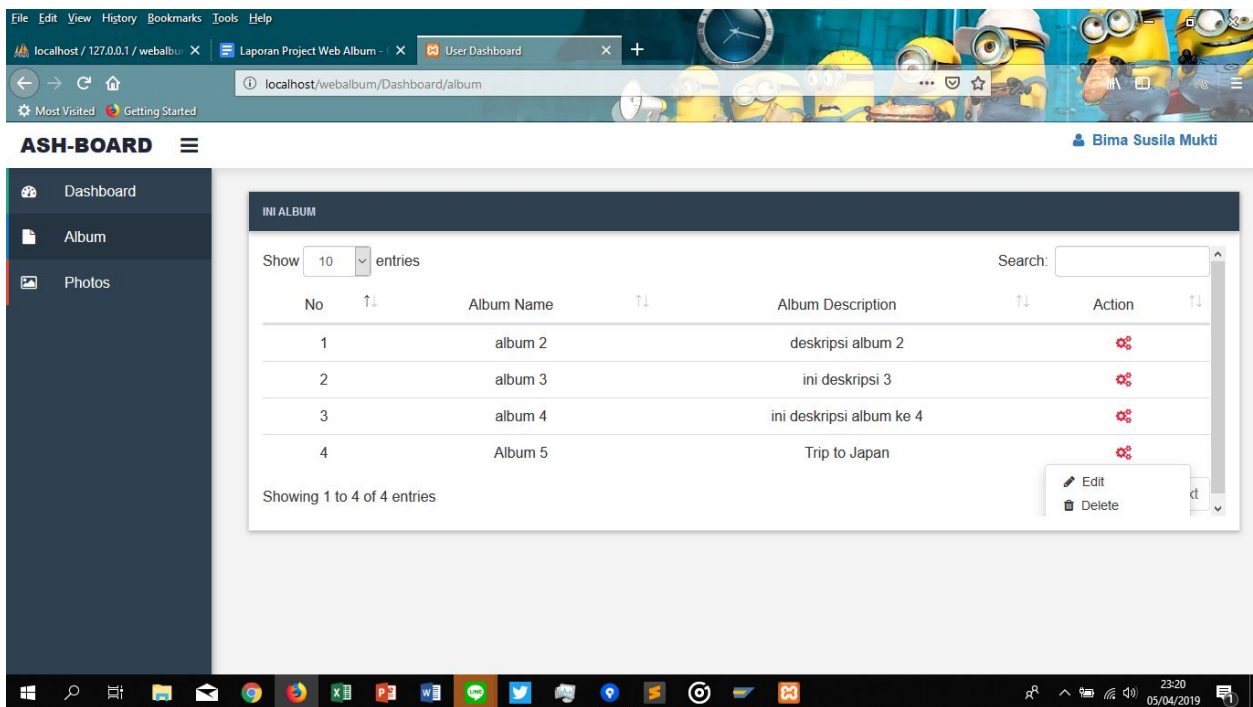 File Edit View History Bookmarks Tools Help
localhost / 127.0.0.1 / webalbu
Laporan Project Web Album -
User Dashboard
localhost/webalbum/Dashboard/album
Most Visited Getting Started
ASH-BOARD
Bima Susila Mukti
Dashboard
Album
Photos
INI ALBUM
Show 10 entries
Search:
No Album Name Album Description Action
1 album 2 deskripsi album 2
2 album 3 ini deskripsi 3
3 album 4 ini deskripsi album ke 4
4 Album 5 Trip to Japan
Edit
Delete
Showing 1 to 4 of 4 entries
23:20
05/04/2019